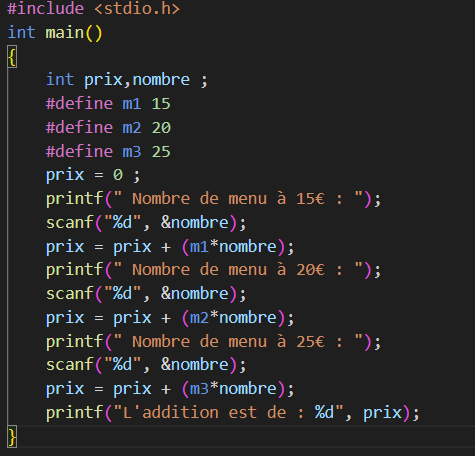 #include <stdio.h>
int main()
{
    int prix,nombre ;
    #define m1 15
    #define m2 20
    #define m3 25
    prix = 0 ;
    printf(" Nombre de menu à 15€ : ");
    scanf("%d", &nombre);
    prix = prix + (m1*nombre);
    printf(" Nombre de menu à 20€ : ");
    scanf("%d", &nombre);
    prix = prix + (m2*nombre);
    printf(" Nombre de menu à 25€ : ");
    scanf("%d", &nombre);
    prix = prix + (m3*nombre);
    printf("L'addition est de : %d", prix);
}